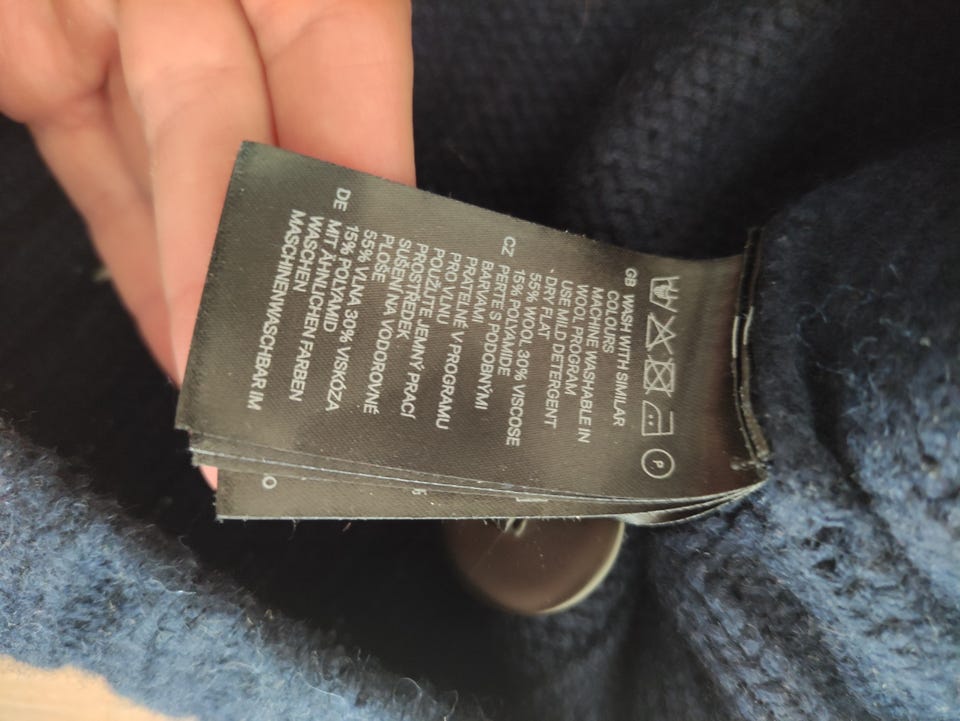 P
GB WASH WITH SIMILAR
COLOURS
MACHINE WASHABLE IN
WOOL PROGRAM
USE MILD DETERGENT
- DRY FLAT
55% WOOL 30% VISCOSE
15% POLYAMIDE
CZ PERTE S PODOBNÝMI
BARVAMI
PRATELNÉ V PROGRAMU
PRO VLNU
POUŽIJTE JEMNÝ PRACÍ
PROSTŘEDEK
SUŠENÍ NA VODOROVNÉ
PLOŠE
55% VLNA 30% VISKÓZA
15% POLYAMID
DE MIT ÄHNLICHEN FARBEN
WASCHEN
MASCHINENWASCHBAR IM